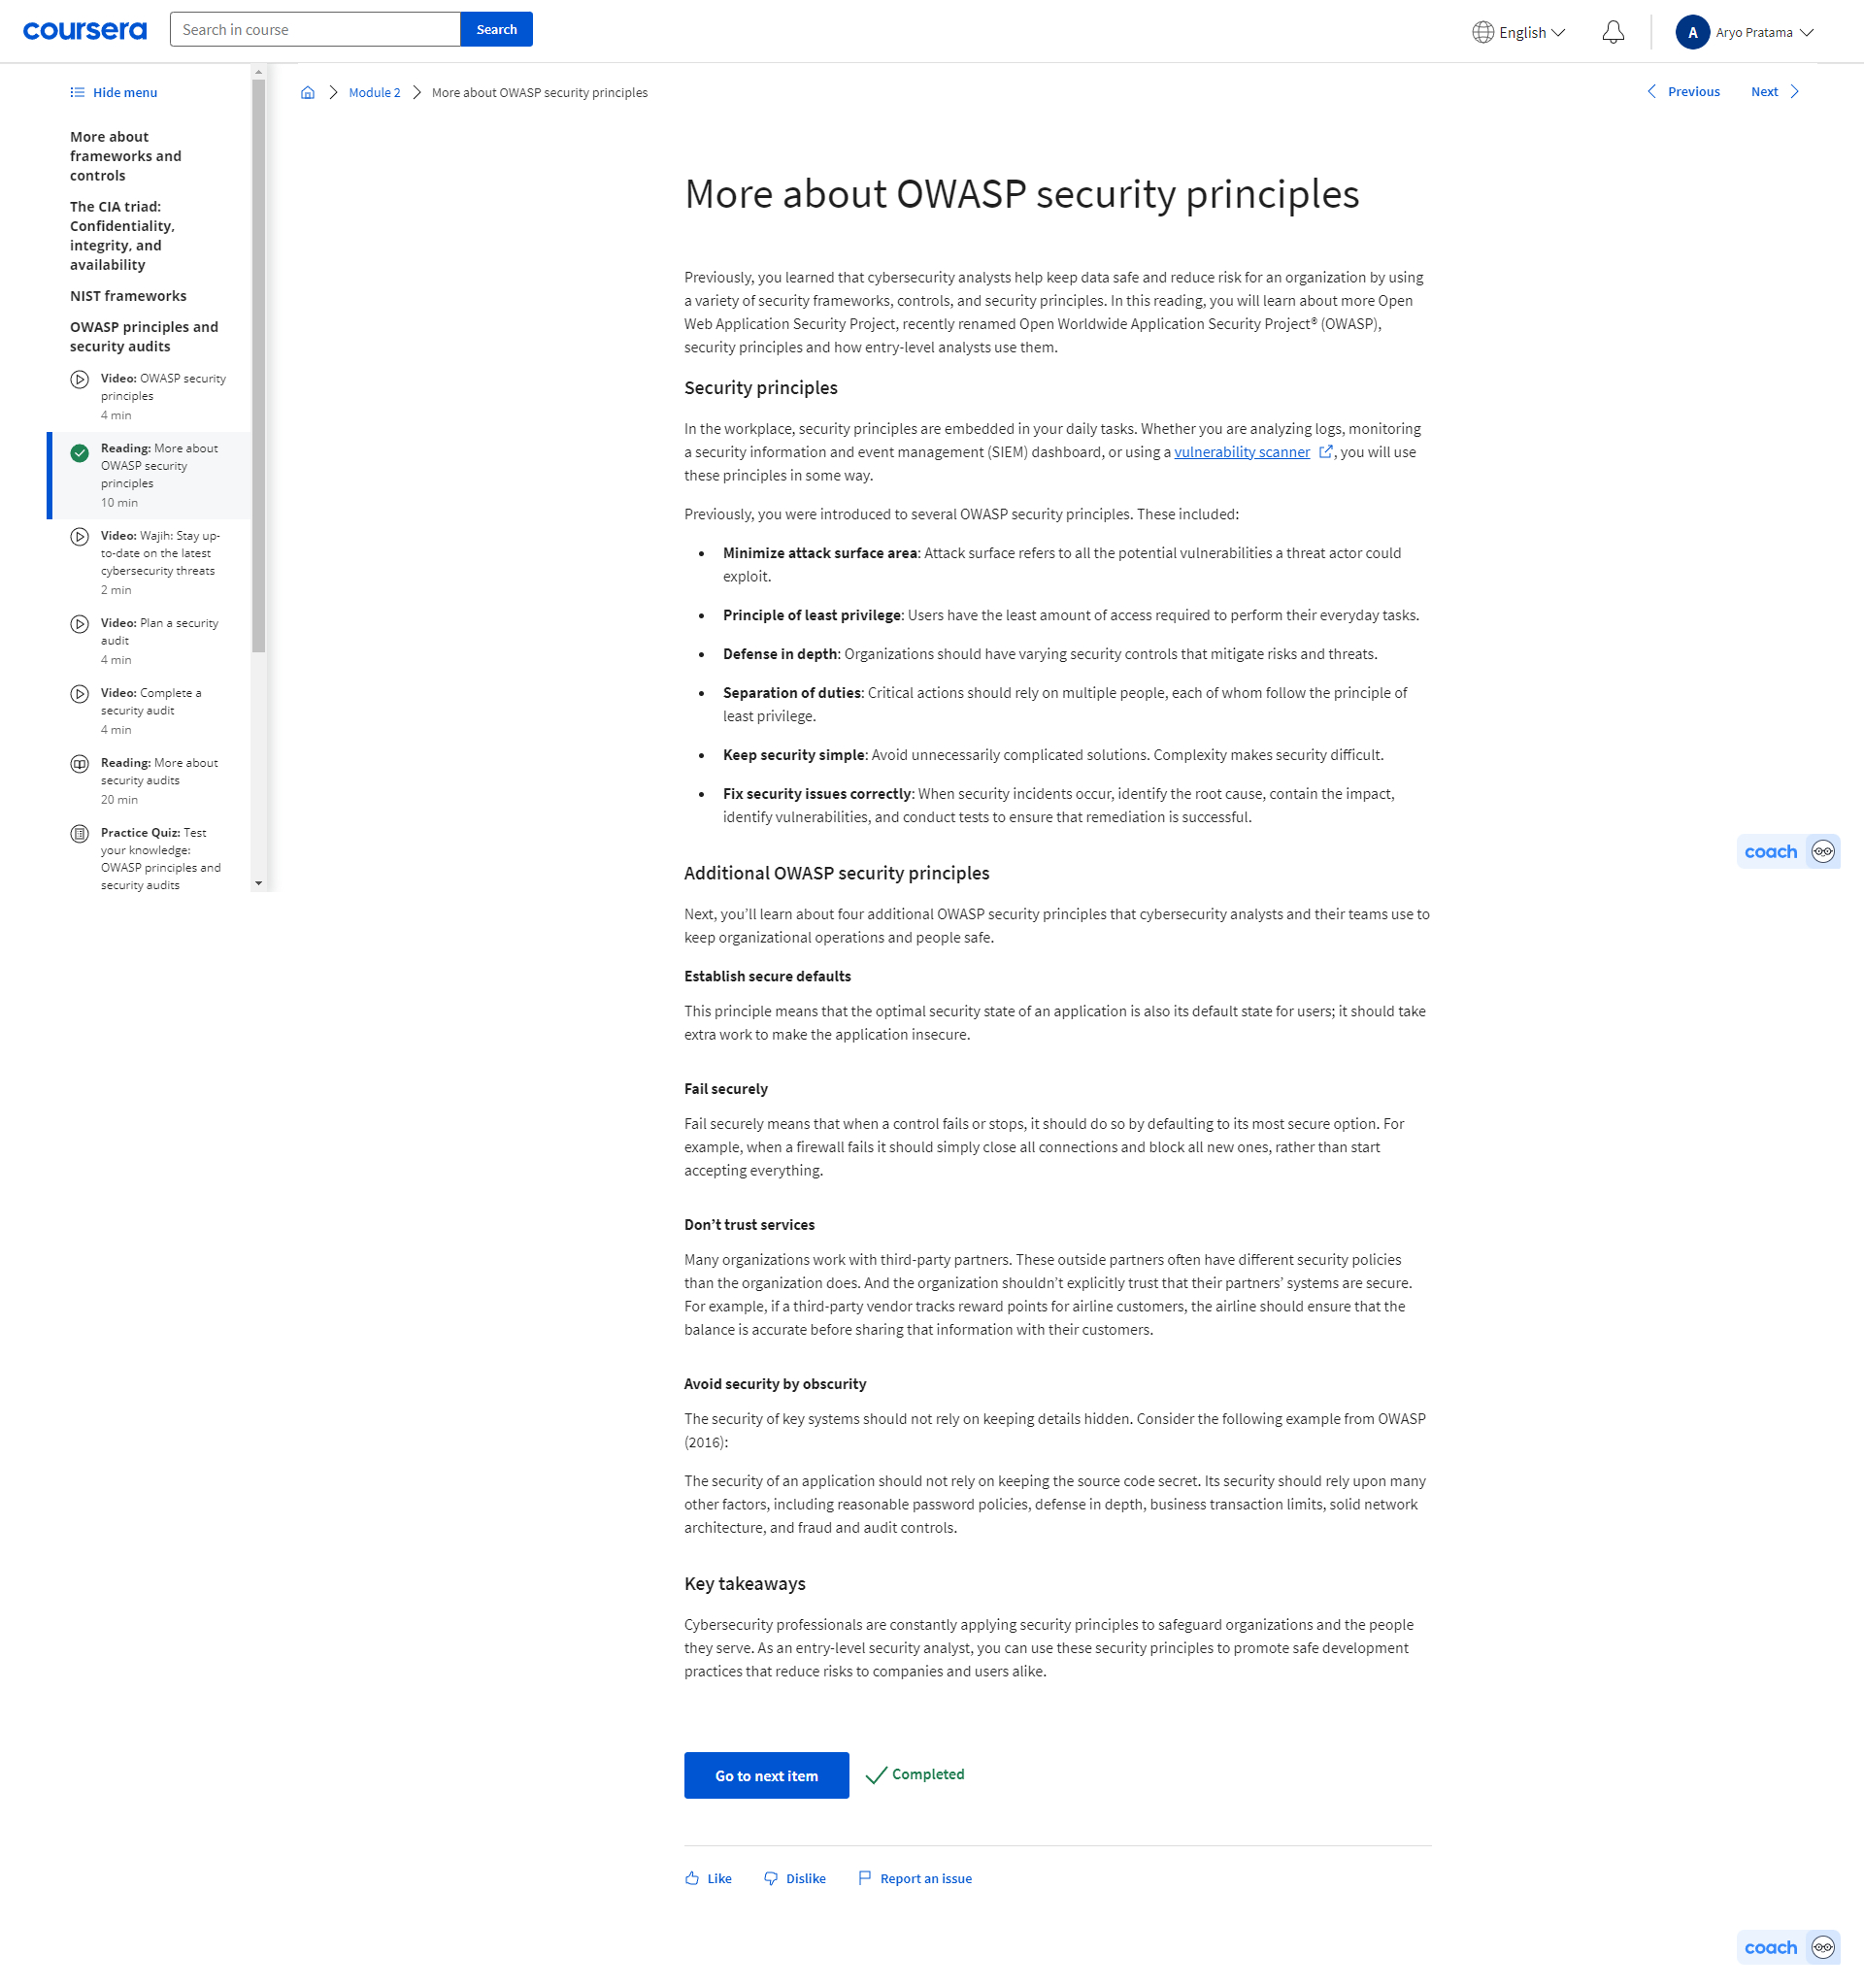 coursera
Search in course
Search
English
A
Aryo Pratama
Hide menu
More about
frameworks and
controls
The CIA triad:
Confidentiality,
integrity, and
availability
NIST frameworks
OWASP principles and
security audits
Video: OWASP security
principles
4 min
Reading: More about
OWASP security
principles
10 min
Video: Wajih: Stay up-
to-date on the latest
cybersecurity threats
2 min
Video: Plan a security
audit
4 min
Video: Complete a
security audit
4 min
Reading: More about
security audits
20 min
Practice Quiz: Test
your knowledge:
OWASP principles and
security audits
Module 2
More about OWASP security principles
Previous
Next
More about OWASP security principles
Previously, you learned that cybersecurity analysts help keep data safe and reduce risk for an organization by using
a variety of security frameworks, controls, and security principles. In this reading, you will learn about more Open
Web Application Security Project, recently renamed Open Worldwide Application Security Project® (OWASP),
security principles and how entry-level analysts use them.
Security principles
In the workplace, security principles are embedded in your daily tasks. Whether you are analyzing logs, monitoring
a security information and event management (SIEM) dashboard, or using a vulnerability scanner , you will use
these principles in some way.
Previously, you were introduced to several OWASP security principles. These included:
• Minimize attack surface area: Attack surface refers to all the potential vulnerabilities a threat actor could
exploit.
• Principle of least privilege: Users have the least amount of access required to perform their everyday tasks.
• Defense in depth: Organizations should have varying security controls that mitigate risks and threats.
• Separation of duties: Critical actions should rely on multiple people, each of whom follow the principle of
least privilege.
• Keep security simple: Avoid unnecessarily complicated solutions. Complexity makes security difficult.
• Fix security issues correctly: When security incidents occur, identify the root cause, contain the impact,
identify vulnerabilities, and conduct tests to ensure that remediation is successful.
Additional OWASP security principles
Next, you’ll learn about four additional OWASP security principles that cybersecurity analysts and their teams use to
keep organizational operations and people safe.
Establish secure defaults
This principle means that the optimal security state of an application is also its default state for users; it should take
extra work to make the application insecure.
Fail securely
Fail securely means that when a control fails or stops, it should do so by defaulting to its most secure option. For
example, when a firewall fails it should simply close all connections and block all new ones, rather than start
accepting everything.
Don’t trust services
Many organizations work with third-party partners. These outside partners often have different security policies
than the organization does. And the organization shouldn’t explicitly trust that their partners’ systems are secure.
For example, if a third-party vendor tracks reward points for airline customers, the airline should ensure that the
balance is accurate before sharing that information with their customers.
Avoid security by obscurity
The security of key systems should not rely on keeping details hidden. Consider the following example from OWASP
(2016):
The security of an application should not rely on keeping the source code secret. Its security should rely upon many
other factors, including reasonable password policies, defense in depth, business transaction limits, solid network
architecture, and fraud and audit controls.
Key takeaways
Cybersecurity professionals are constantly applying security principles to safeguard organizations and the people
they serve. As an entry-level security analyst, you can use these security principles to promote safe development
practices that reduce risks to companies and users alike.
Go to next item
Completed
Like
Dislike
Report an issue
coach
coach